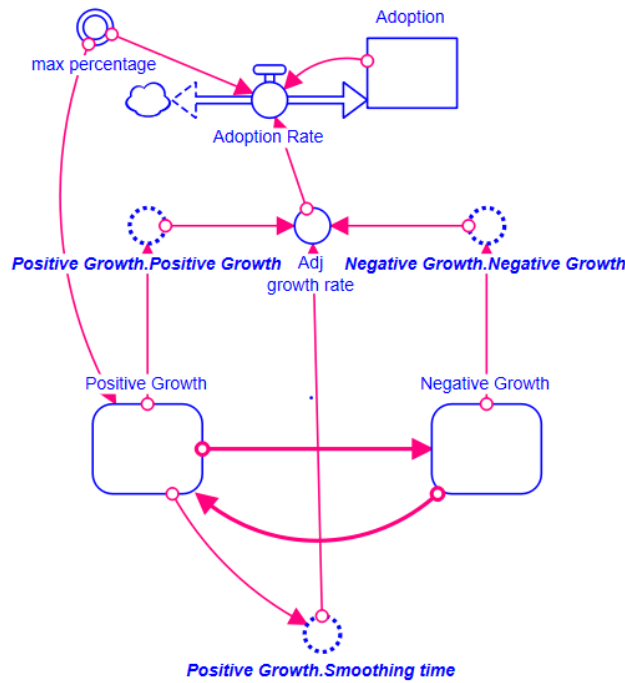 Adoption
max percentage
Adoption Rate
Positive Growth.Positive Growth
Adj
growth rate
Negative Growth.Negative Growth
Positive Growth
Negative Growth
Positive Growth.Smoothing time